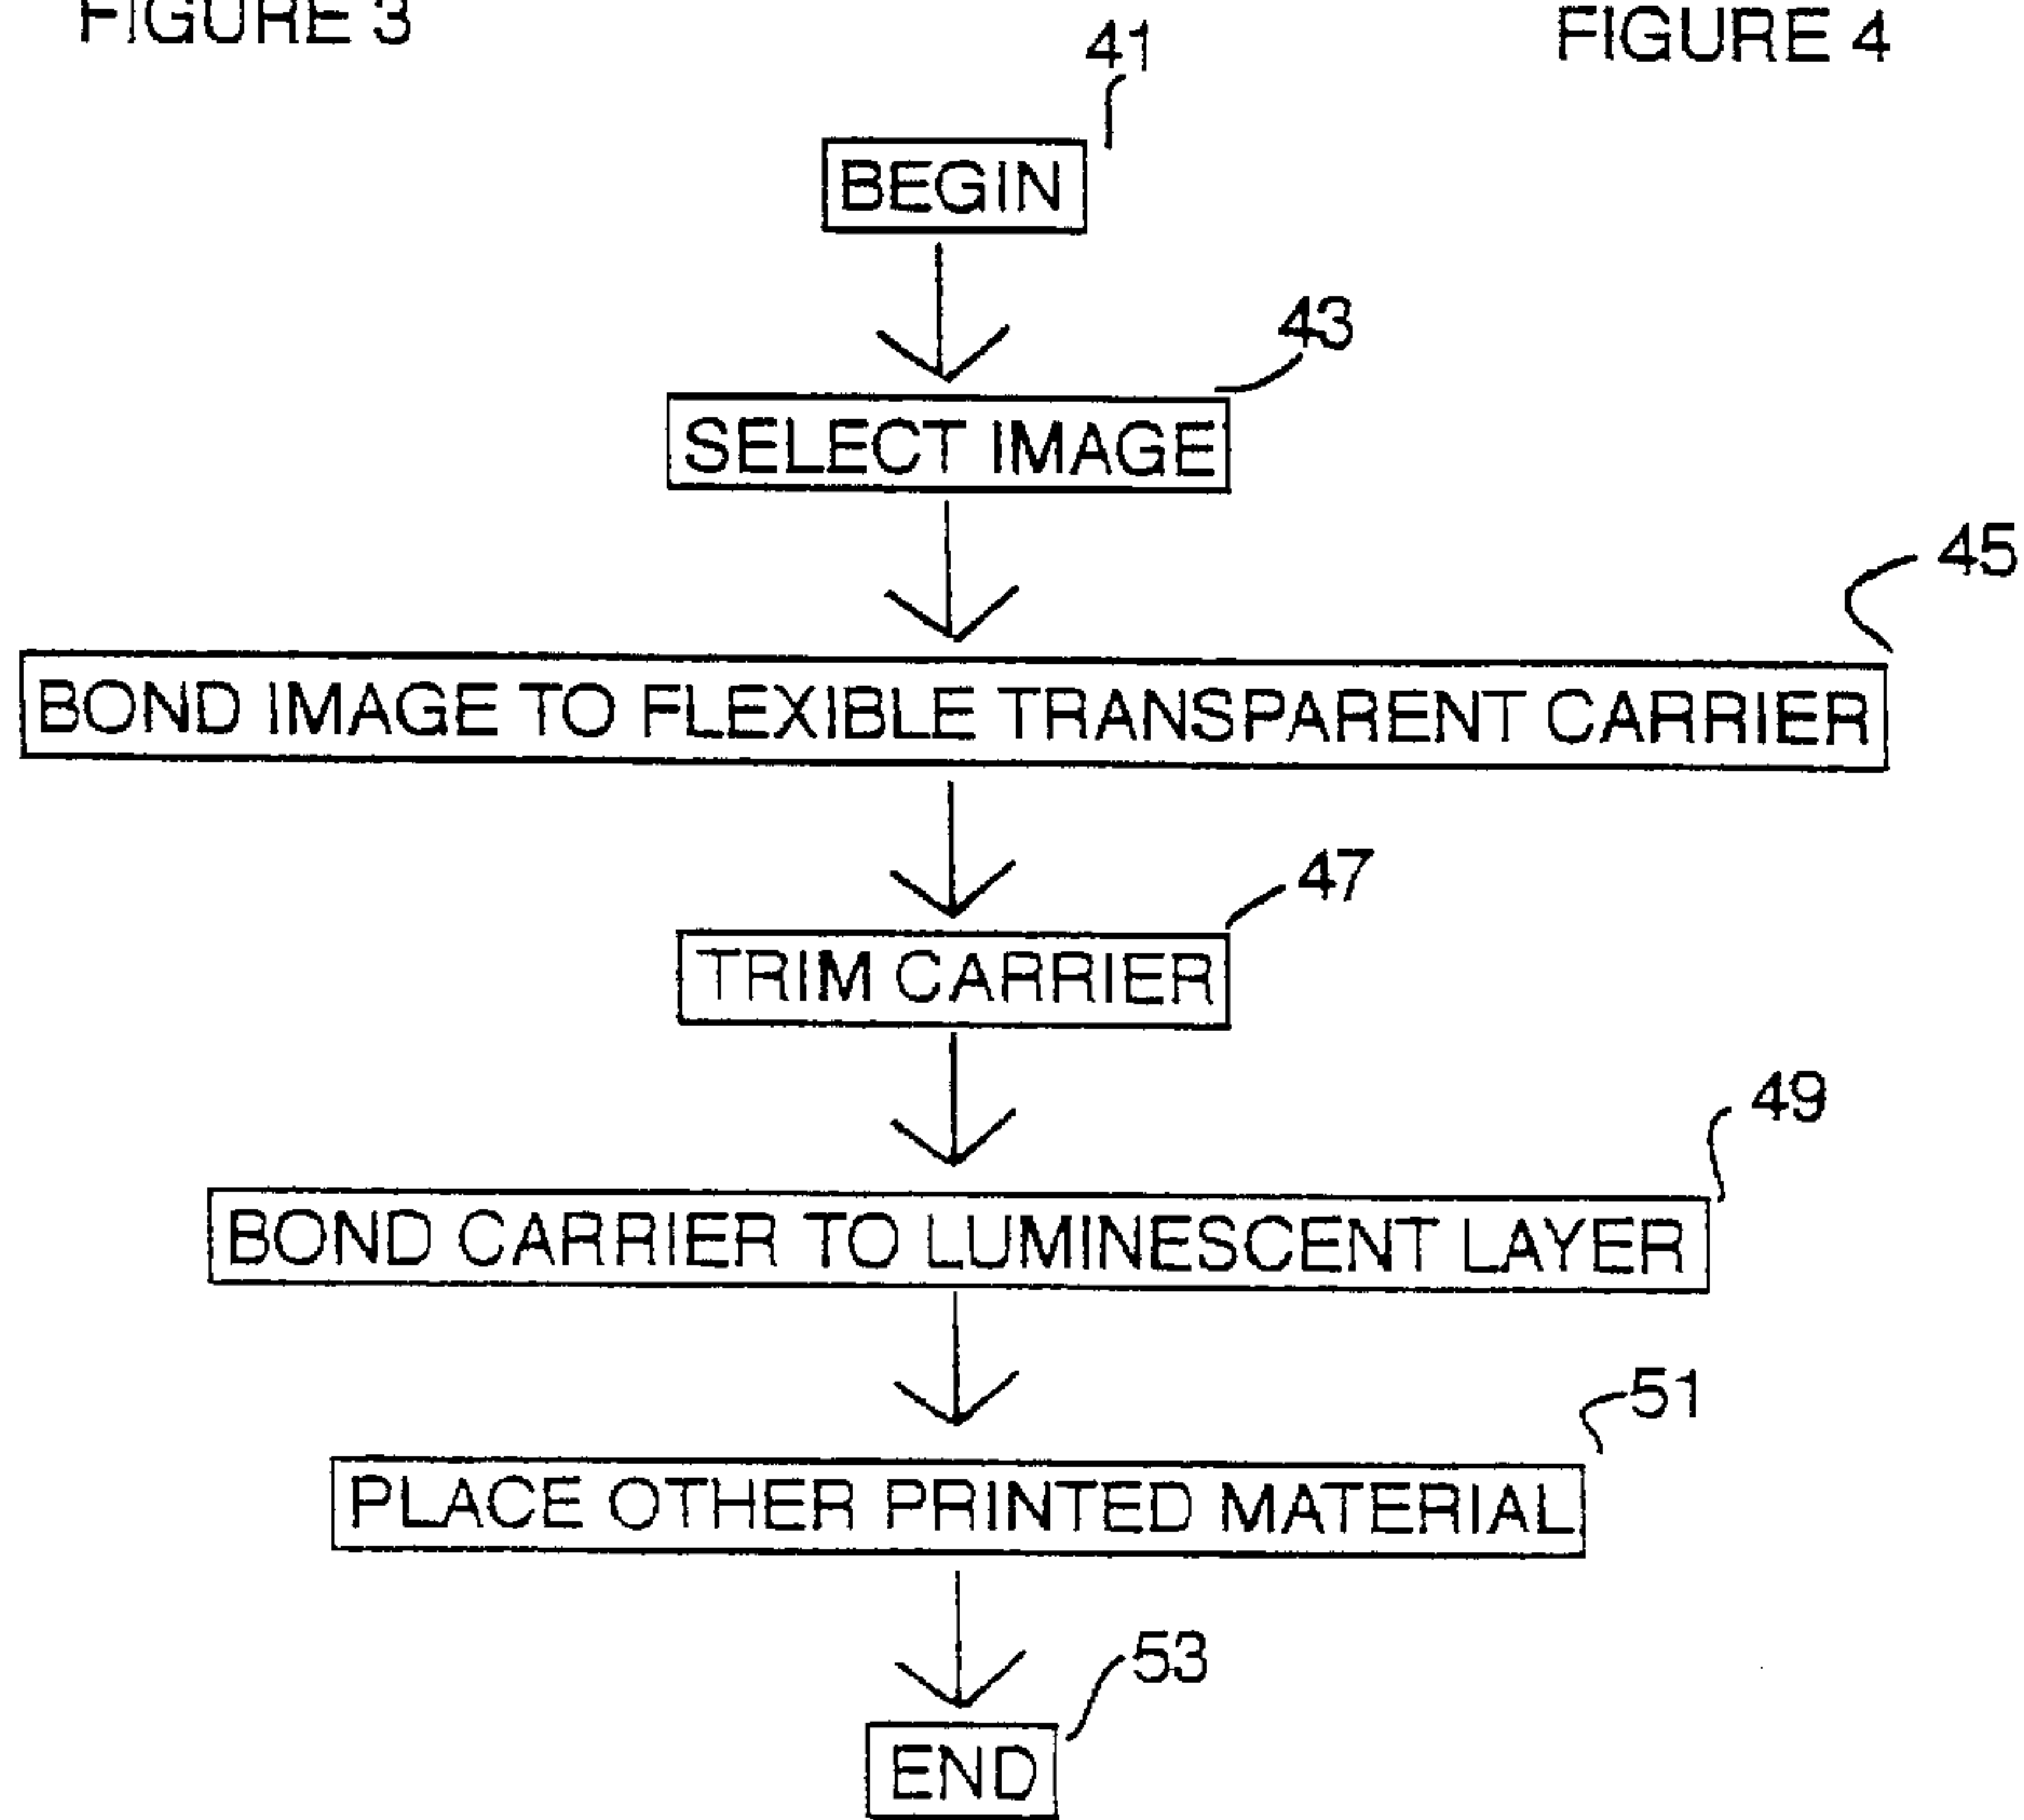 FIGURE 3
FIGURE 4
41
BEGIN
43
SELECT IMAGE
45
BOND IMAGE TO FLEXIBLE TRANSPARENT CARRIER
47
TRIM CARRIER
49
BOND CARRIER TO LUMINESCENT LAYER
51
PLACE OTHER PRINTED MATERIAL
53
END